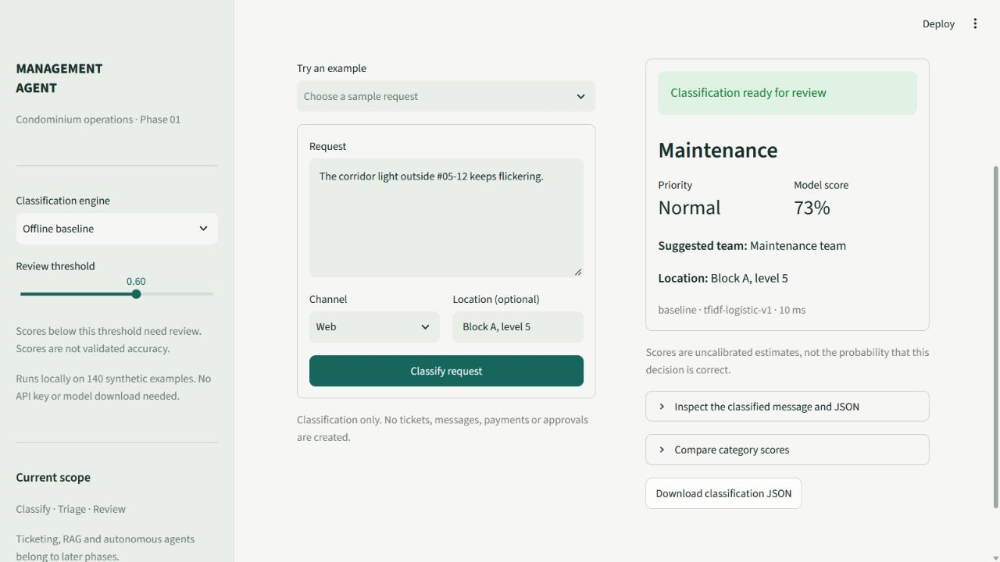 MANAGEMENT
AGENT
Condominium operations · Phase 01
Classification engine
Offline baseline
Review threshold
0.60
Scores below this threshold need review.
Scores are not validated accuracy.
Runs locally on 140 synthetic examples. No
API key or model download needed.
Current scope
Classify · Triage · Review
Ticketing, RAG and autonomous agents
belong to later phases.
Deploy
Try an example
Choose a sample request
Request
The corridor light outside #05-12 keeps flickering.
Channel
Location (optional)
Web
Block A, level 5
Classify request
Classification only. No tickets, messages, payments or approvals
are created.
Classification ready for review
Maintenance
Priority
Model score
Normal
73%
Suggested team: Maintenance team
Location: Block A, level 5
baseline · tfidf-logistic-v1 · 10 ms
Scores are uncalibrated estimates, not the probability that this
decision is correct.
Inspect the classified message and JSON
Compare category scores
Download classification JSON